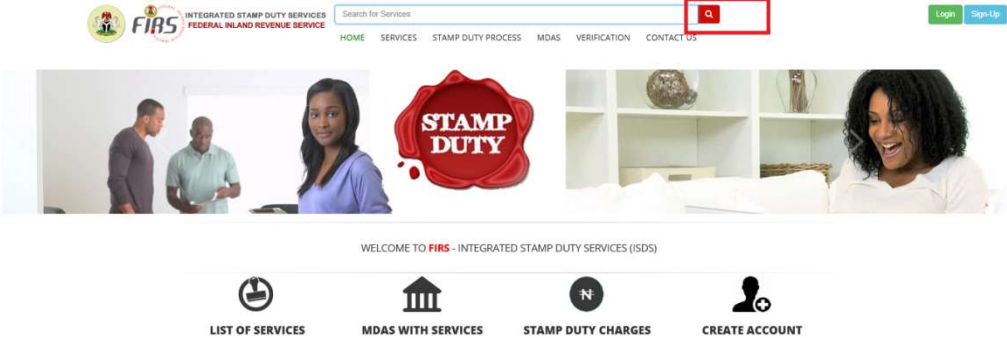 FIRS
INTEGRATED STAMP DUTY SERVICES
FEDERAL INLAND REVENUE SERVICE
Search for Services
Login
Sign-Up
HOME SERVICES STAMP DUTY PROCESS MDAS VERIFICATION CONTACT US
STAMP
DUTY
WELCOME TO FIRS - INTEGRATED STAMP DUTY SERVICES (ISDS)
LIST OF SERVICES
MDAS WITH SERVICES
STAMP DUTY CHARGES
CREATE ACCOUNT